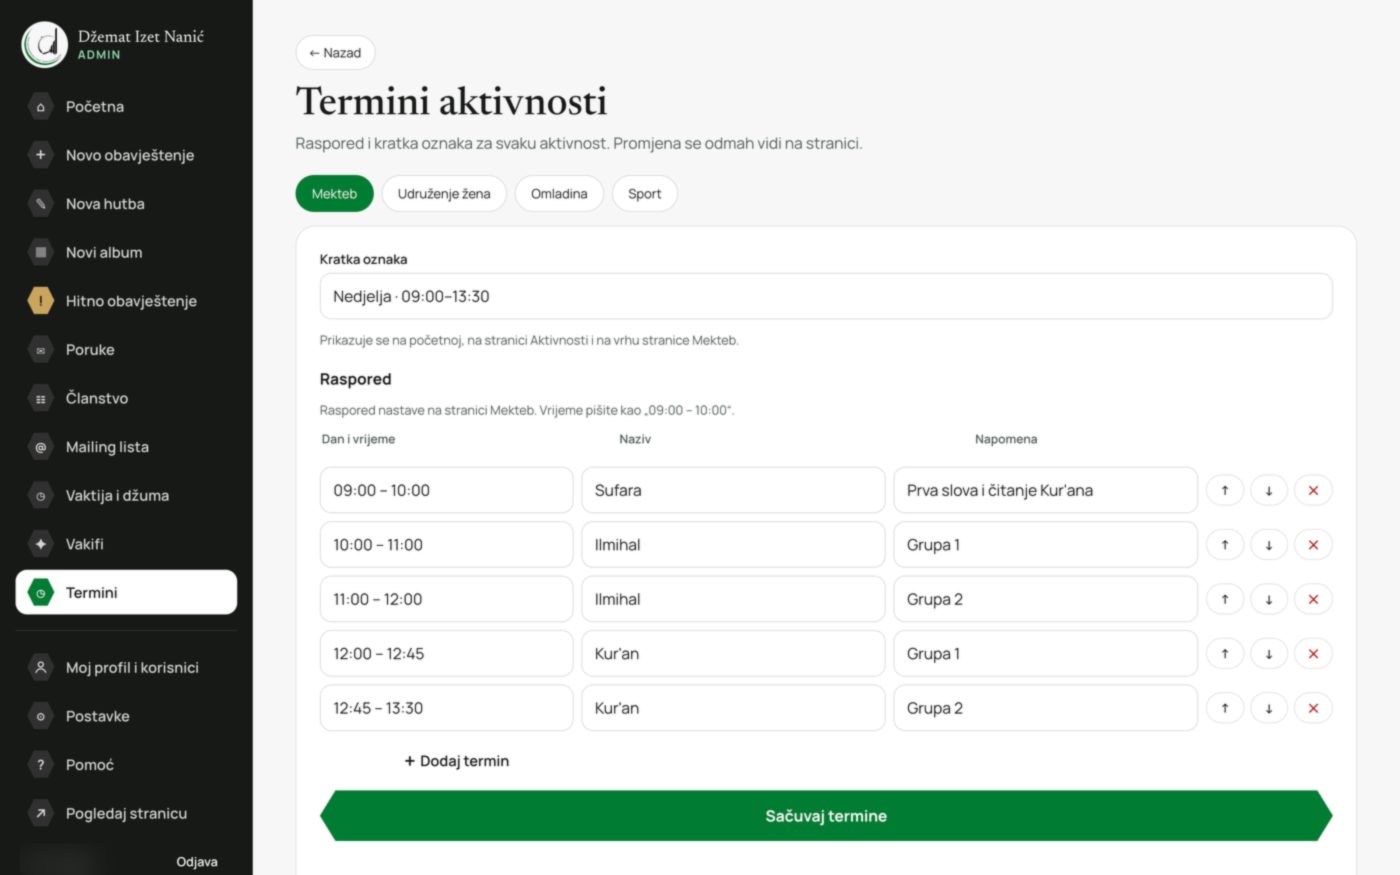 Džemat Izet Nanić
ADMIN
Početna
Novo obavještenje
Nova hutba
Novi album
Hitno obavještenje
Poruke
Članstvo
Mailing lista
Vaktija i džuma
Vakifi
Termini
Moj profil i korisnici
Postavke
Pomoć
Pogledaj stranicu
Odjava
← Nazad
Termini aktivnosti
Raspored i kratka oznaka za svaku aktivnost. Promjena se odmah vidi na stranici.
Mekteb Udruženje žena Omladina Sport
Kratka oznaka
Nedjelja · 09:00–13:30
Prikazuje se na početnoj, na stranici Aktivnosti i na vrhu stranice Mekteb.
Raspored
Raspored nastave na stranici Mekteb. Vrijeme pišite kao „09:00 – 10:00“.
Dan i vrijeme Naziv Napomena
09:00 – 10:00 Sufara Prva slova i čitanje Kur'ana ↑ ↓ ✕
10:00 – 11:00 Ilmihal Grupa 1 ↑ ↓ ✕
11:00 – 12:00 Ilmihal Grupa 2 ↑ ↓ ✕
12:00 – 12:45 Kur'an Grupa 1 ↑ ↓ ✕
12:45 – 13:30 Kur'an Grupa 2 ↑ ↓ ✕
+ Dodaj termin
Sačuvaj termine